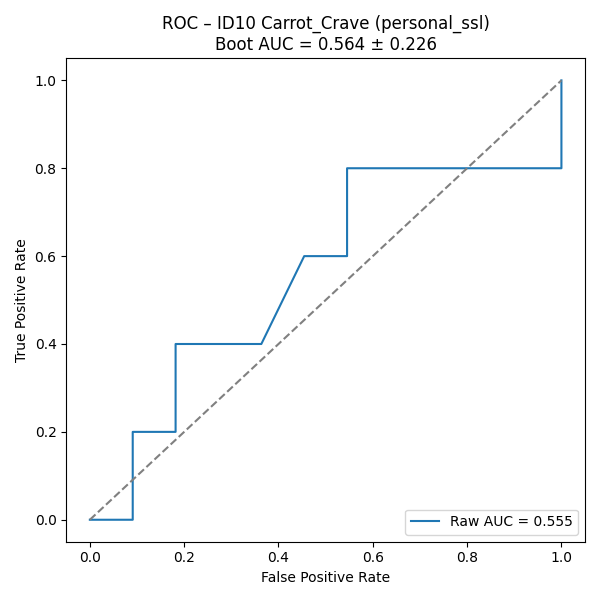 ROC – ID10 Carrot_Crave (personal_ssl)
Boot AUC = 0.564 ± 0.226
True Positive Rate
1.0
0.8
0.6
0.4
0.2
0.0
Raw AUC = 0.555
0.0 0.2 0.4 0.6 0.8 1.0
False Positive Rate